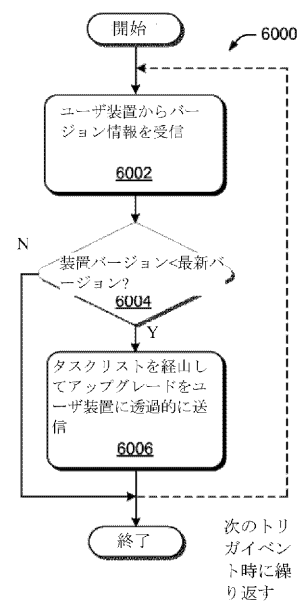 開始
6000
ユーザ装置からバー
ジョン情報を受信
6002
N
装置バージョン<最新バ
ージョン?
6004
Y
タスクリストを経由し
てアップグレードをユ
ーザ装置に透過的に送
信
6006
終了
次のトリ
ガイベン
ト時に繰
り返す